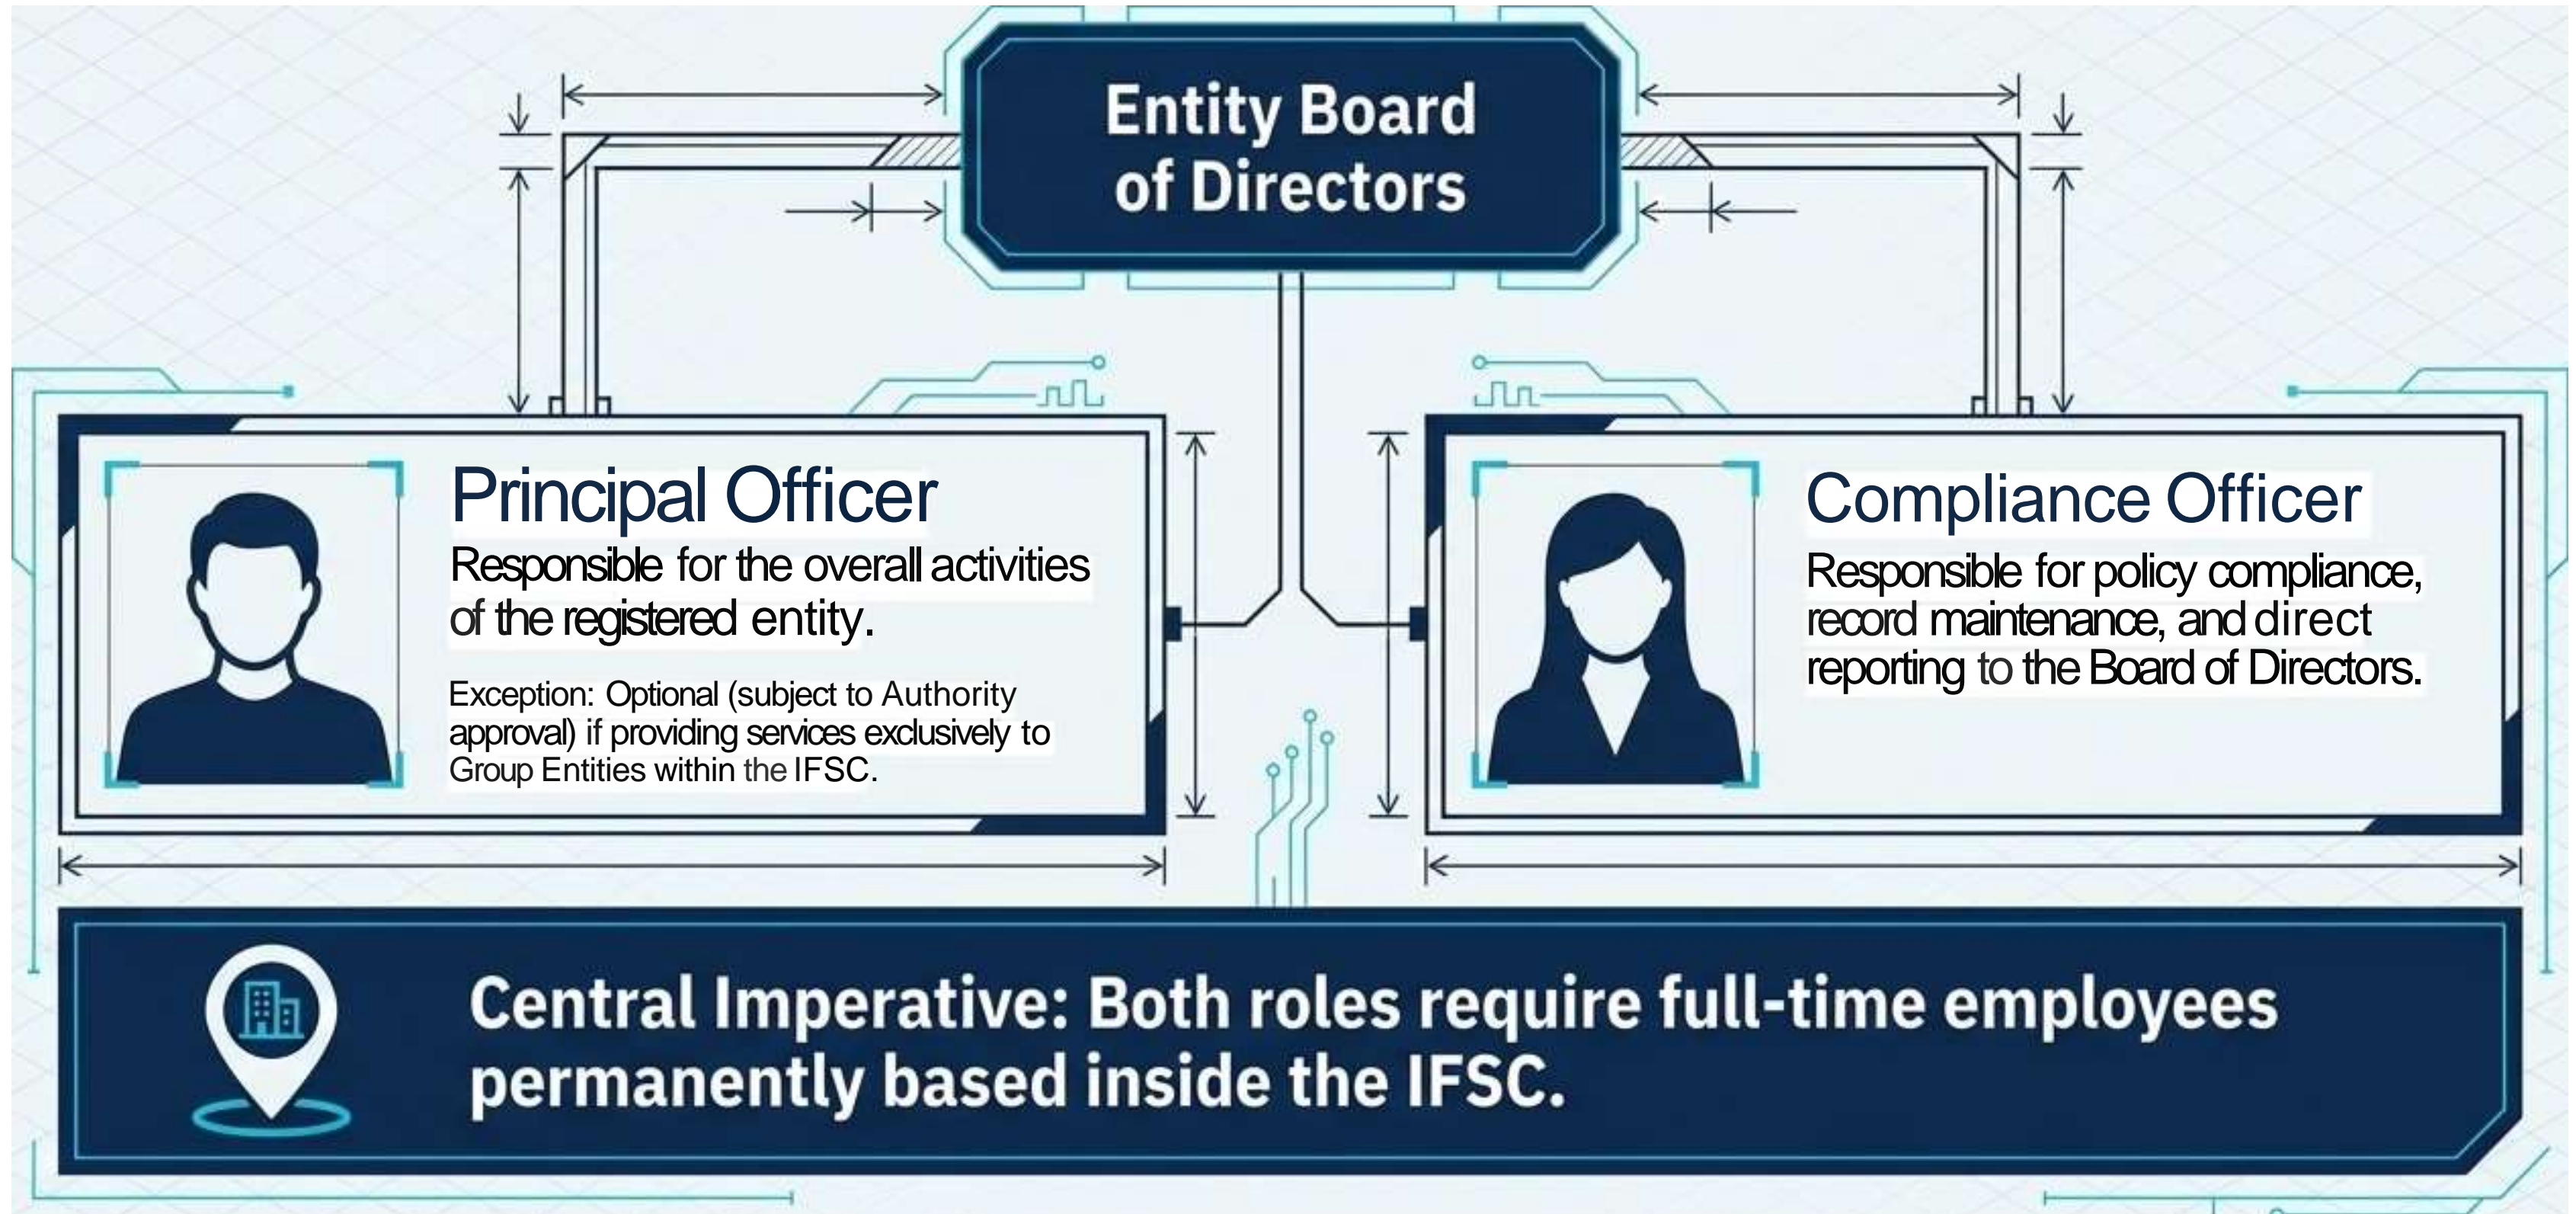 Entity Board
of Directors
Principal Officer
Responsible for the overall activities
of the registered entity.
Exception: Optional (subject to Authority
approval) if providing services exclusively to
Group Entities within the IFSC.
Compliance Officer
Responsible for policy compliance,
record maintenance, and direct
reporting to the Board of Directors.
Central Imperative: Both roles require full-time employees
permanently based inside the IFSC.